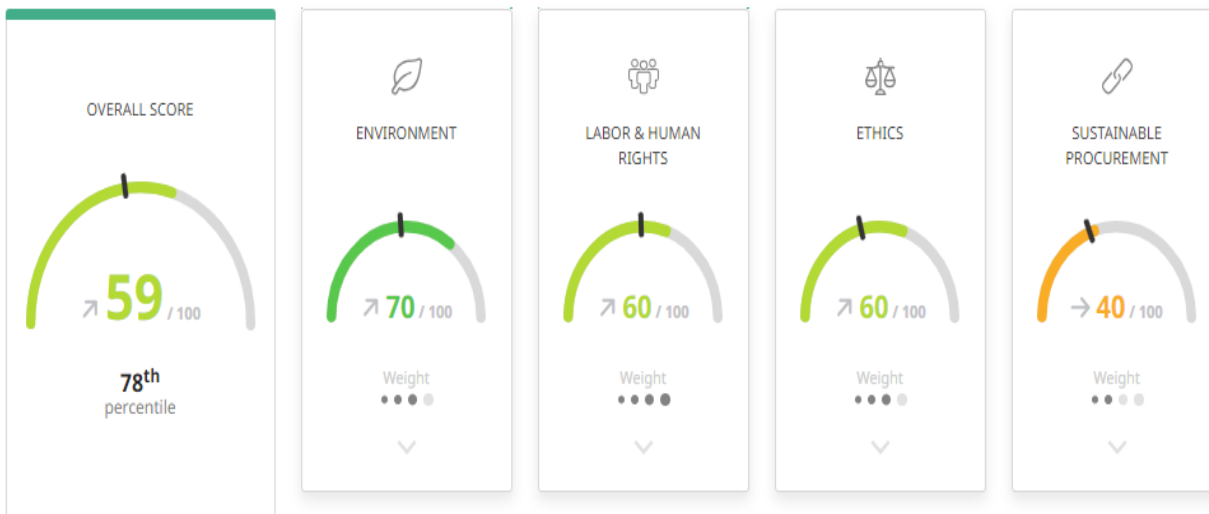 OVERALL SCORE
59 / 100
78th
percentile
ENVIRONMENT
70 / 100
Weight
LABOR & HUMAN
RIGHTS
60 / 100
Weight
ETHICS
60 / 100
Weight
SUSTAINABLE
PROCUREMENT
40 / 100
Weight